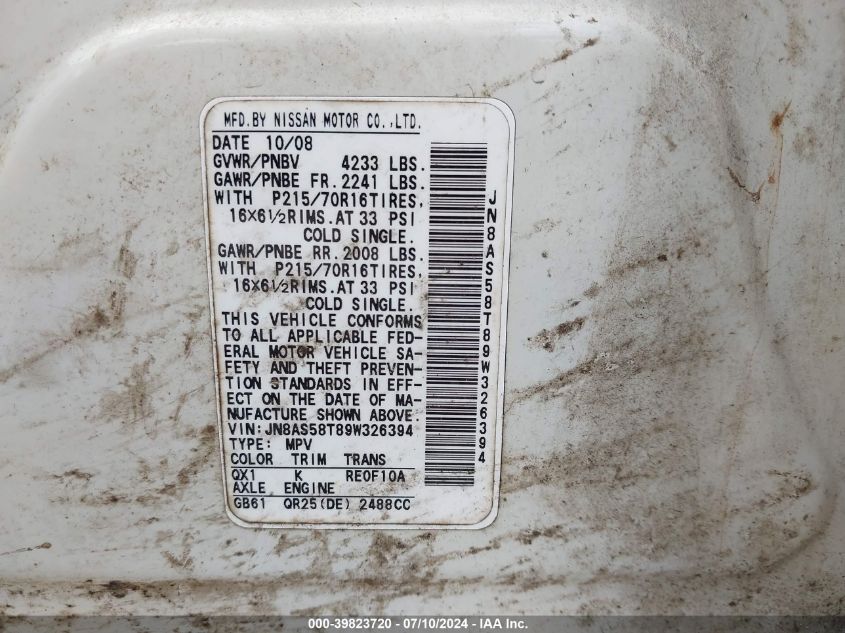 MFD.BY NISSAN MOTOR CO.,LTD.
DATE 10/08
GVWR/PNBV 4233 LBS.
GAWR/PNBE FR. 2241 LBS.
WITH P215/70R16TIRES,
16X6½RIMS.AT 33 PSI
COLD SINGLE.
GAWR/PNBE RR. 2008 LBS.
WITH P215/70R16TIRES,
16X6½RIMS.AT 33 PSI
COLD SINGLE.
THIS VEHICLE CONFORMS
TO ALL APPLICABLE FED-
ERAL MOTOR VEHICLE SA-
FETY AND THEFT PREVEN-
TION STANDARDS IN EFF-
ECT ON THE DATE OF MA-
NUFACTURE SHOWN ABOVE.
VIN:JN8AS58T89W326394
TYPE: MPV
COLOR TRIM TRANS
QX1 K RE0F10A
AXLE ENGINE
GB61 QR25(DE) 2488CC
JN8AS58T89W326394
000-39823720 - 07/10/2024 - IAA Inc.